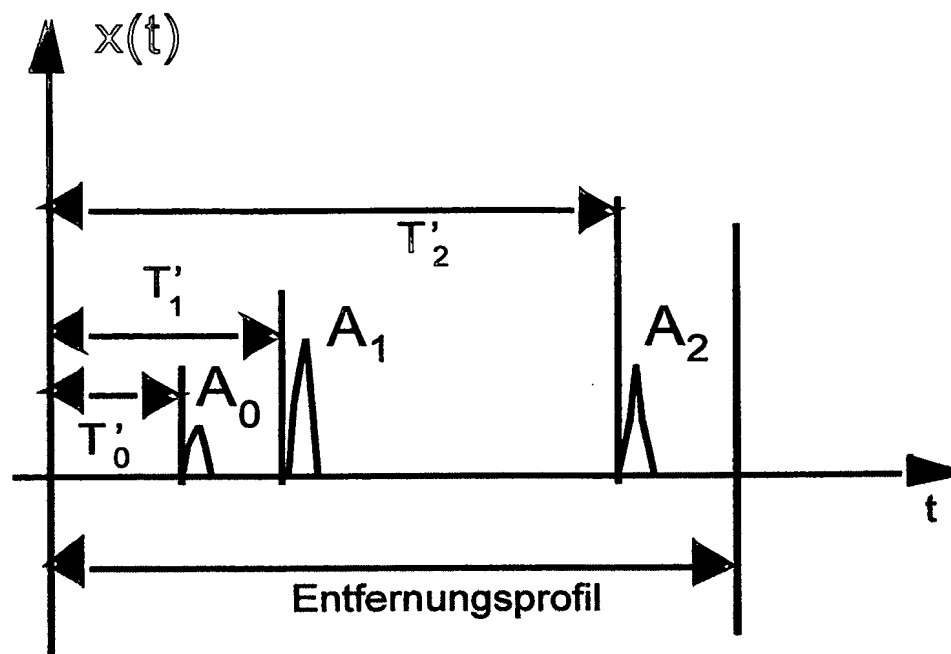 x(t)
T'₂
T'₁
A₁
A₂
A₀
T'₀
t
Entfernungsprofil